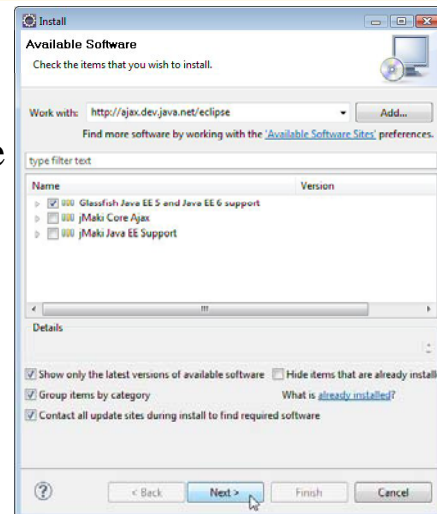 Install
Available Software
Check the items that you wish to install.
Work with: http://ajax.dev.java.net/eclipse Add...
Find more software by working with the 'Available Software Sites' preferences.
type filter text
Name Version
Glassfish Java EE 5 and Java EE 6 support
jMaki Core Ajax
jMaki Java EE Support
Details
Show only the latest versions of available software Hide items that are already install
Group items by category What is already installed?
Contact all update sites during install to find required software
? < Back Next > Finish Cancel
e